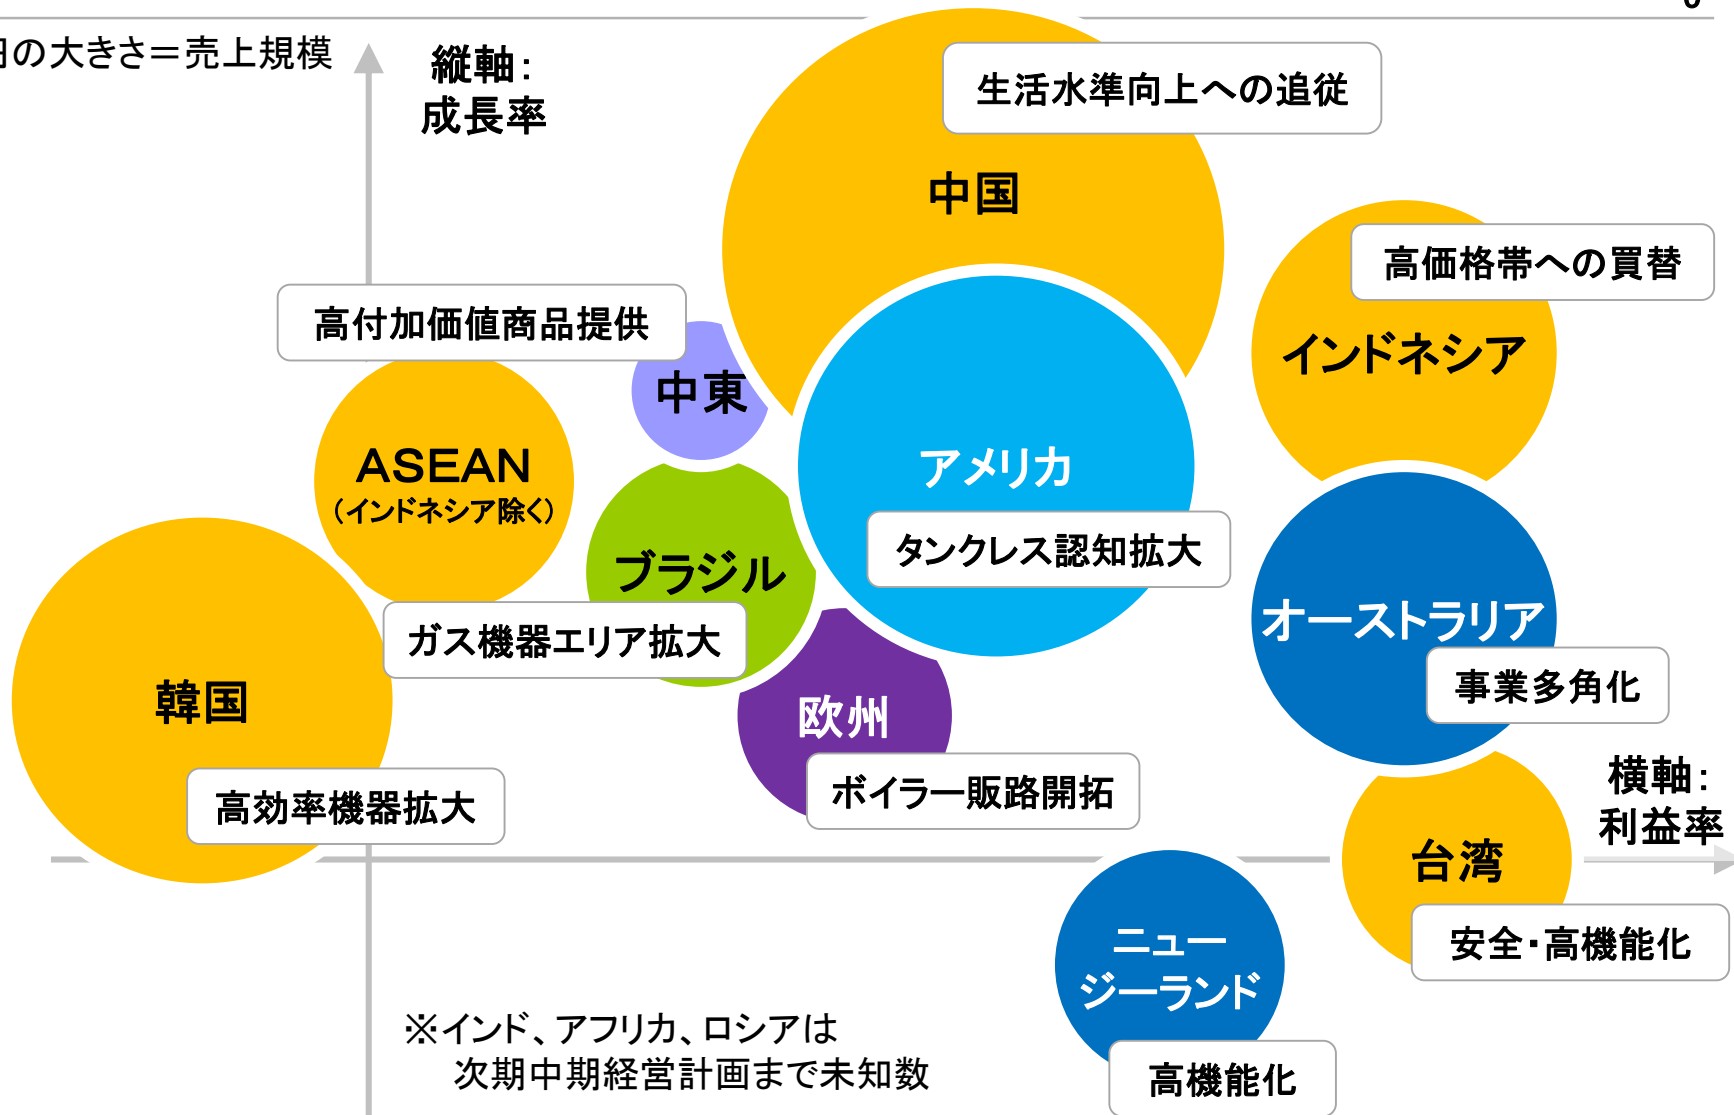 の大きさ＝売上規模
縦軸：
成長率
生活水準向上への追従
中国
高価格帯への買替
インドネシア
高付加価値商品提供
中東
ASEAN
（インドネシア除く）
アメリカ
タンクレス認知拡大
ブラジル
ガス機器エリア拡大
オーストラリア
事業多角化
韓国
高効率機器拡大
欧州
ボイラー販路開拓
横軸：
利益率
台湾
安全・高機能化
ニュー
ジーランド
高機能化
※インド、アフリカ、ロシアは
次期中期経営計画まで未知数